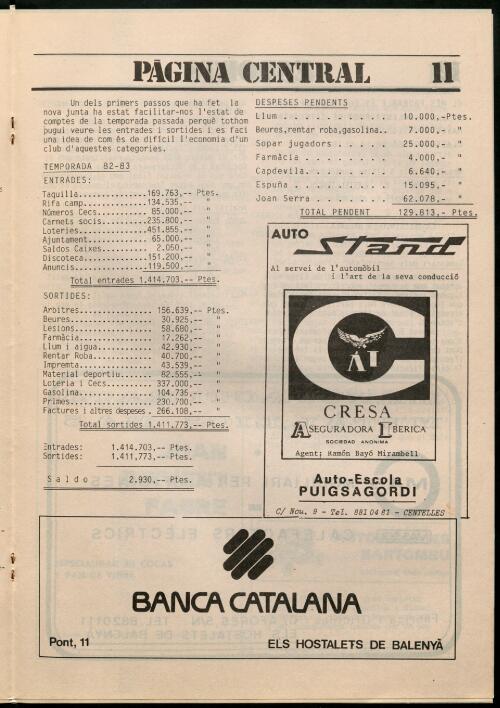 PÀGINA CENTRAL 11
Un dels primers passos que ha fet la
nova junta ha estat facilitar-nos l'estat de
comptes de la temporada passada perquè tothom
pugui veure les entrades i sortides i es faci
una idea de com és de difícil l'economia d'un
club d'aquestes categories.
TEMPORADA 82-83
ENTRADES:
Taquilla...............169.763,-- Ptes.
Rifa camp..............134.535,-- "
Números Cecs........... 85.000,-- "
Carnets socis..........235.800,-- "
Loteries...............451.855,-- "
Ajuntament............. 65.000,-- "
Saldos Caixes.......... 2.050,-- "
Discoteca..............151.200,-- "
Anuncis................119.500,-- "
Total entrades 1.414.703.-- Ptes.
SORTIDES:
Arbitres................ 156.639,-- Ptes.
Beures.................. 30.925,-- "
Lesions................. 58.680,-- "
Farmàcia................ 17.262,-- "
Llum i aigua............ 42.930,-- "
Rentar Roba............. 40.700,-- "
Impremta................ 43.539,-- "
Material deportiu....... 82.555,-- "
Loteria i Cecs.......... 337.000,-- "
Gasolina................ 104.735,-- "
Primes.................. 230.700,-- "
Factures i altres despeses . 266.108,-- "
Total sortides 1.411.773,-- Ptes.
Entrades: 1.414,703,-- Ptes.
Sortides: 1.411,773,-- Ptes.
S a l d o 2.930,-- Ptes.
DESPESES PENDENTS
Llum . . . . . . . . . . . 10.000,-Ptes.
Beures,rentar roba,gasolina.. 7.000,- "
Sopar jugadors . . . . . . 25.000,- "
Farmàcia . . . . . . . . . 4.000,- "
Capdevila. . . . . . . . . 6.640,- "
Espuña . . . . . . . . . . 15.095,- "
Joan Serra . . . . . . . . 62.078,- "
TOTAL PENDENT 129.813,- Ptes.
AUTO Stand
Al servei de l'automòbil
i l'art de la seva conducció
AI
CRESA
ASEGURADORA IBERICA
SOCIEDAD ANONIMA
Agent; Ramón Bayó Mirambell
Auto-Escola
PUIGSAGORDI
C/ Nou, 9 - Tel. 881 04 81 - CENTELLES
BANCA CATALANA
Pont, 11 ELS HOSTALETS DE BALENYÀ